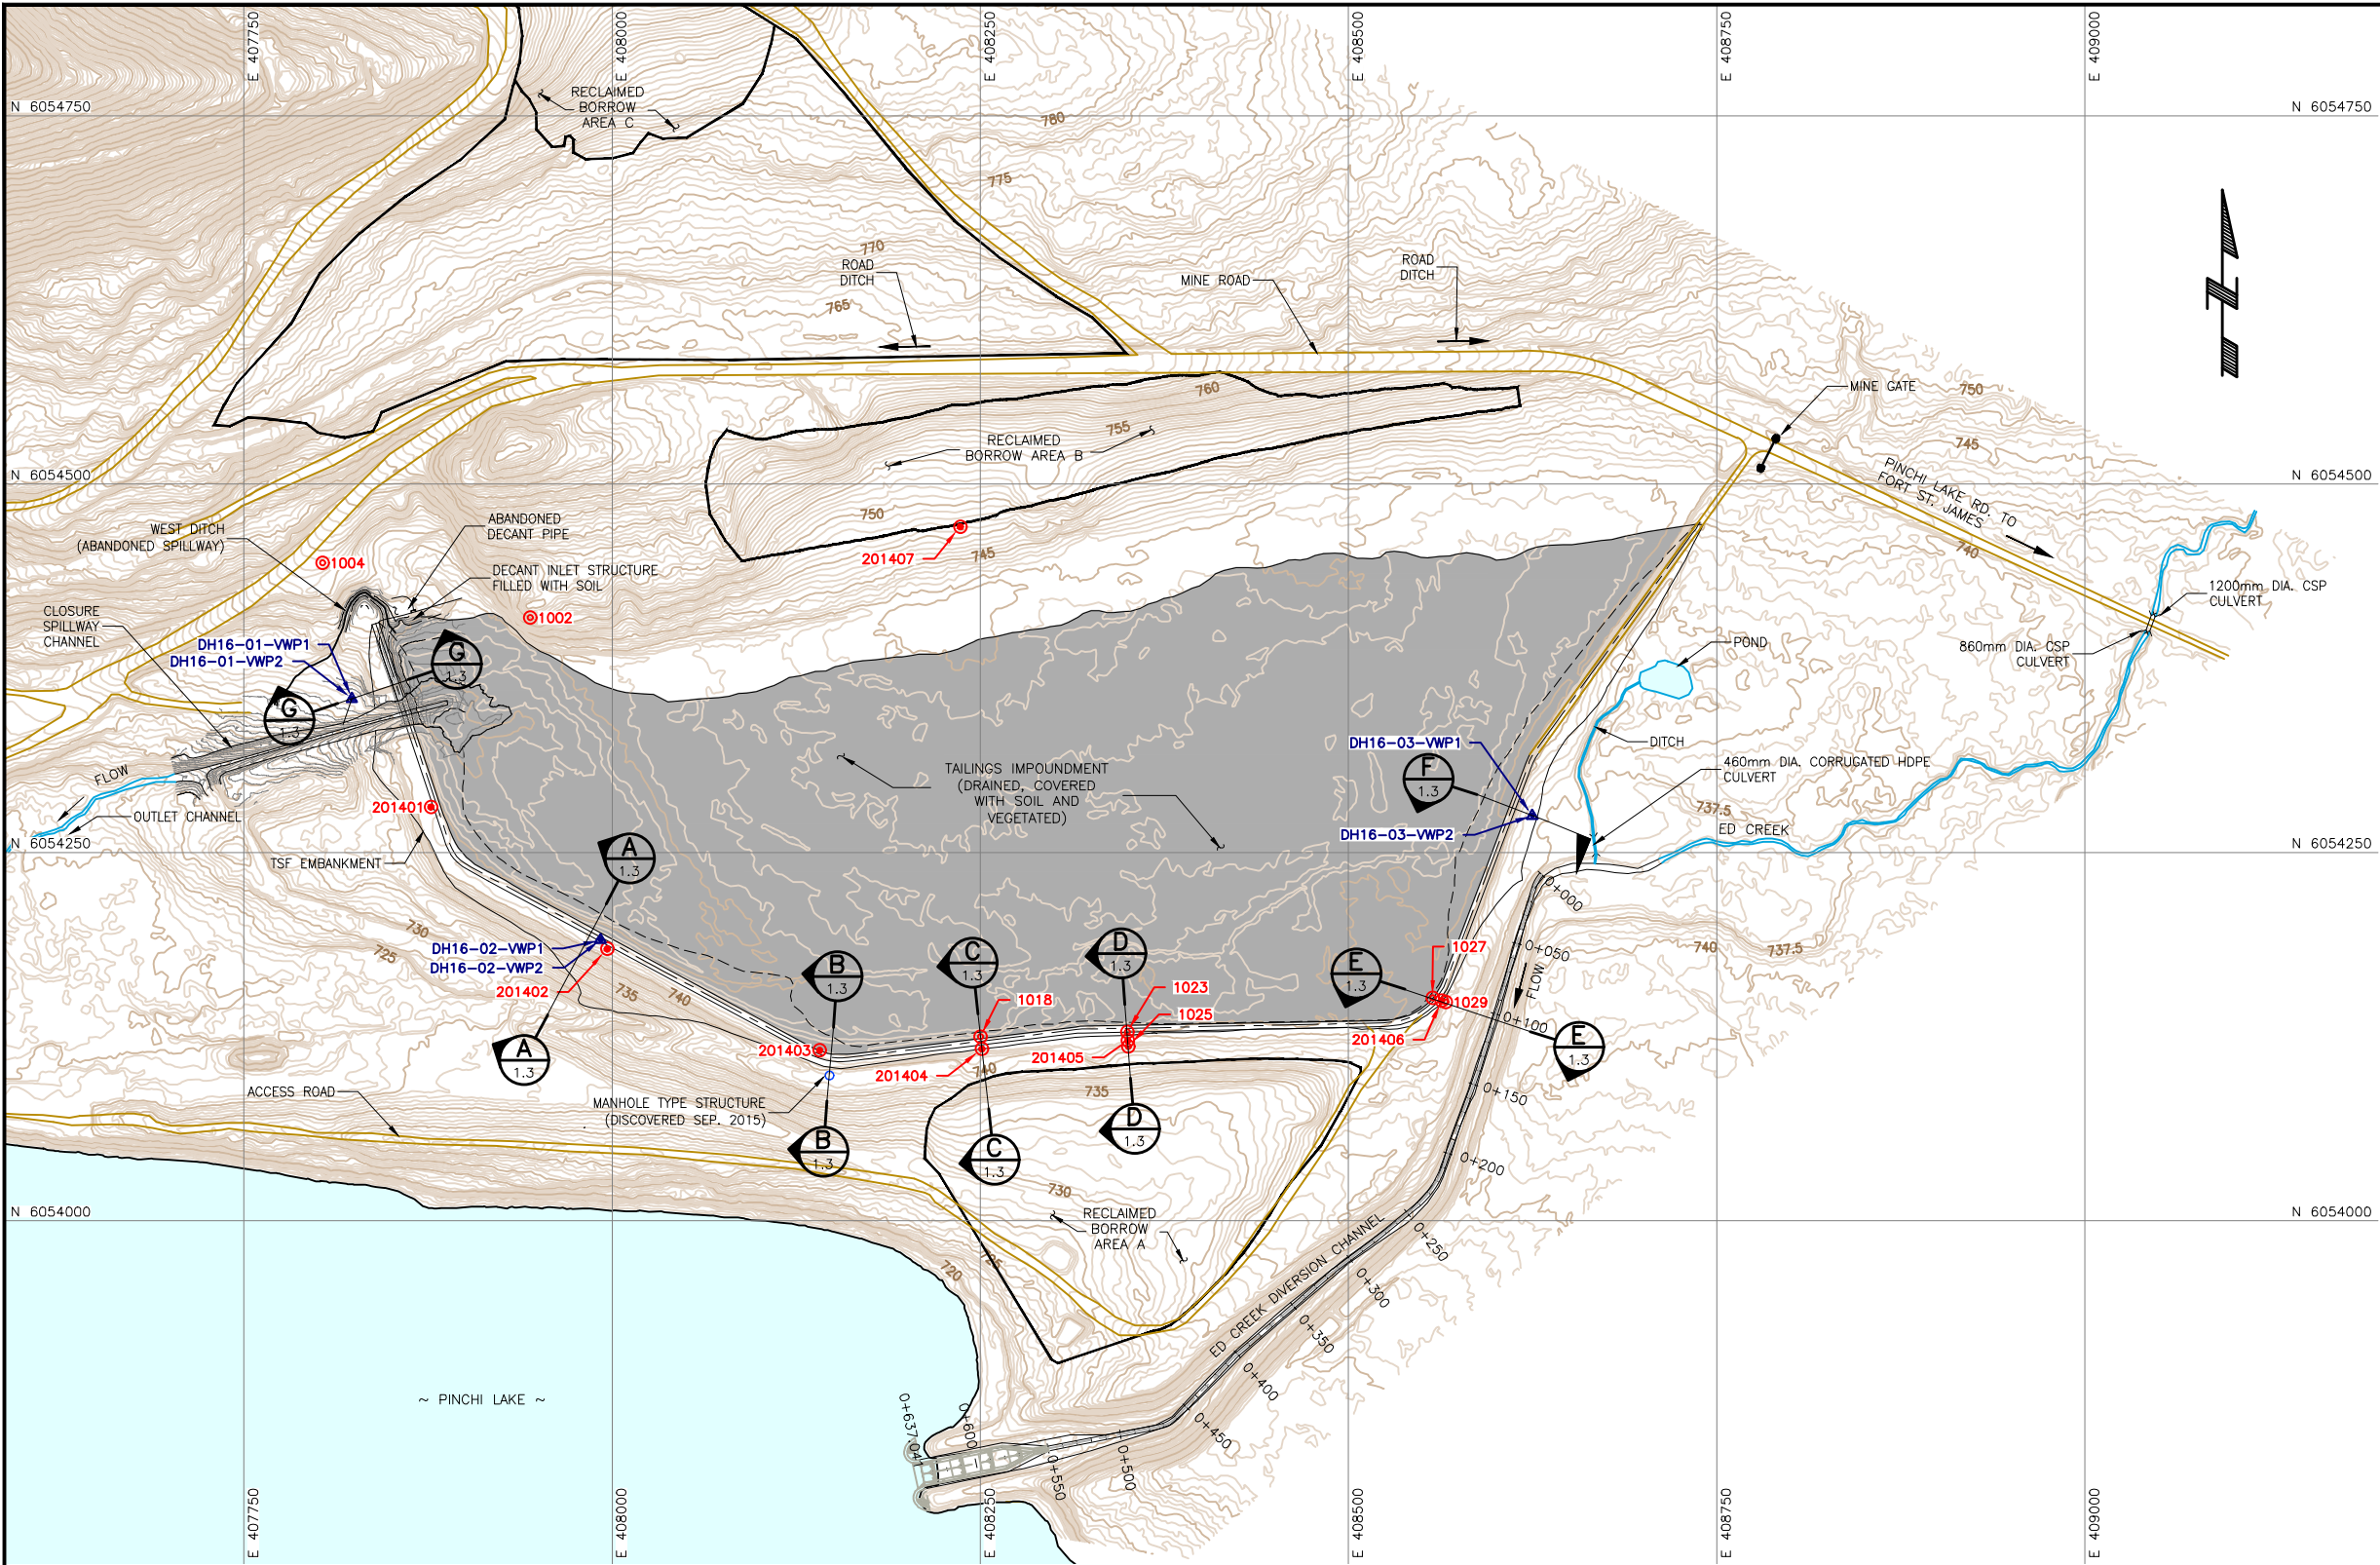 E 407750
E 408000
E 408250
E 408500
E 408750
E 409000
N 6054750
N 6054750
RECLAIMED
BORROW
AREA C
780
775
770
765
ROAD
DITCH
MINE ROAD
ROAD
DITCH
MINE GATE
760
755
750
745
RECLAIMED
BORROW AREA B
N 6054500
N 6054500
PINCHI LAKE RD. TO
FORT ST. JAMES
740
750
745
201407
WEST DITCH
(ABANDONED SPILLWAY)
ABANDONED
DECANT PIPE
1004
DECANT INLET STRUCTURE
FILLED WITH SOIL
1002
CLOSURE
SPILLWAY
CHANNEL
DH16-01-VWP1
DH16-01-VWP2
G
1.3
G
1.3
1200mm DIA. CSP
CULVERT
860mm DIA. CSP
CULVERT
POND
DITCH
460mm DIA. CORRUGATED HDPE
CULVERT
737.5
ED CREEK
DH16-03-VWP1
F
1.3
DH16-03-VWP2
TAILINGS IMPOUNDMENT
(DRAINED, COVERED
WITH SOIL AND
VEGETATED)
FLOW
OUTLET CHANNEL
201401
TSF EMBANKMENT
N 6054250
N 6054250
A
1.3
0+000
730
725
DH16-02-VWP1
DH16-02-VWP2
201402
735
740
B
1.3
C
1.3
D
1.3
E
1.3
1027
1029
1018
1023
1025
0+050
FLOW
0+100
740
737.5
201403
201404
201405
201406
740
735
A
1.3
E
1.3
ACCESS ROAD
MANHOLE TYPE STRUCTURE
(DISCOVERED SEP. 2015)
B
1.3
C
1.3
D
1.3
0+150
0+200
730
RECLAIMED
BORROW
AREA A
N 6054000
N 6054000
725
720
0+250
0+300
0+350
0+400
0+450
0+500
0+550
0+600
0+637.041
ED CREEK DIVERSION CHANNEL
~ PINCHI LAKE ~
E 407750
E 408000
E 408250
E 408500
E 408750
E 409000